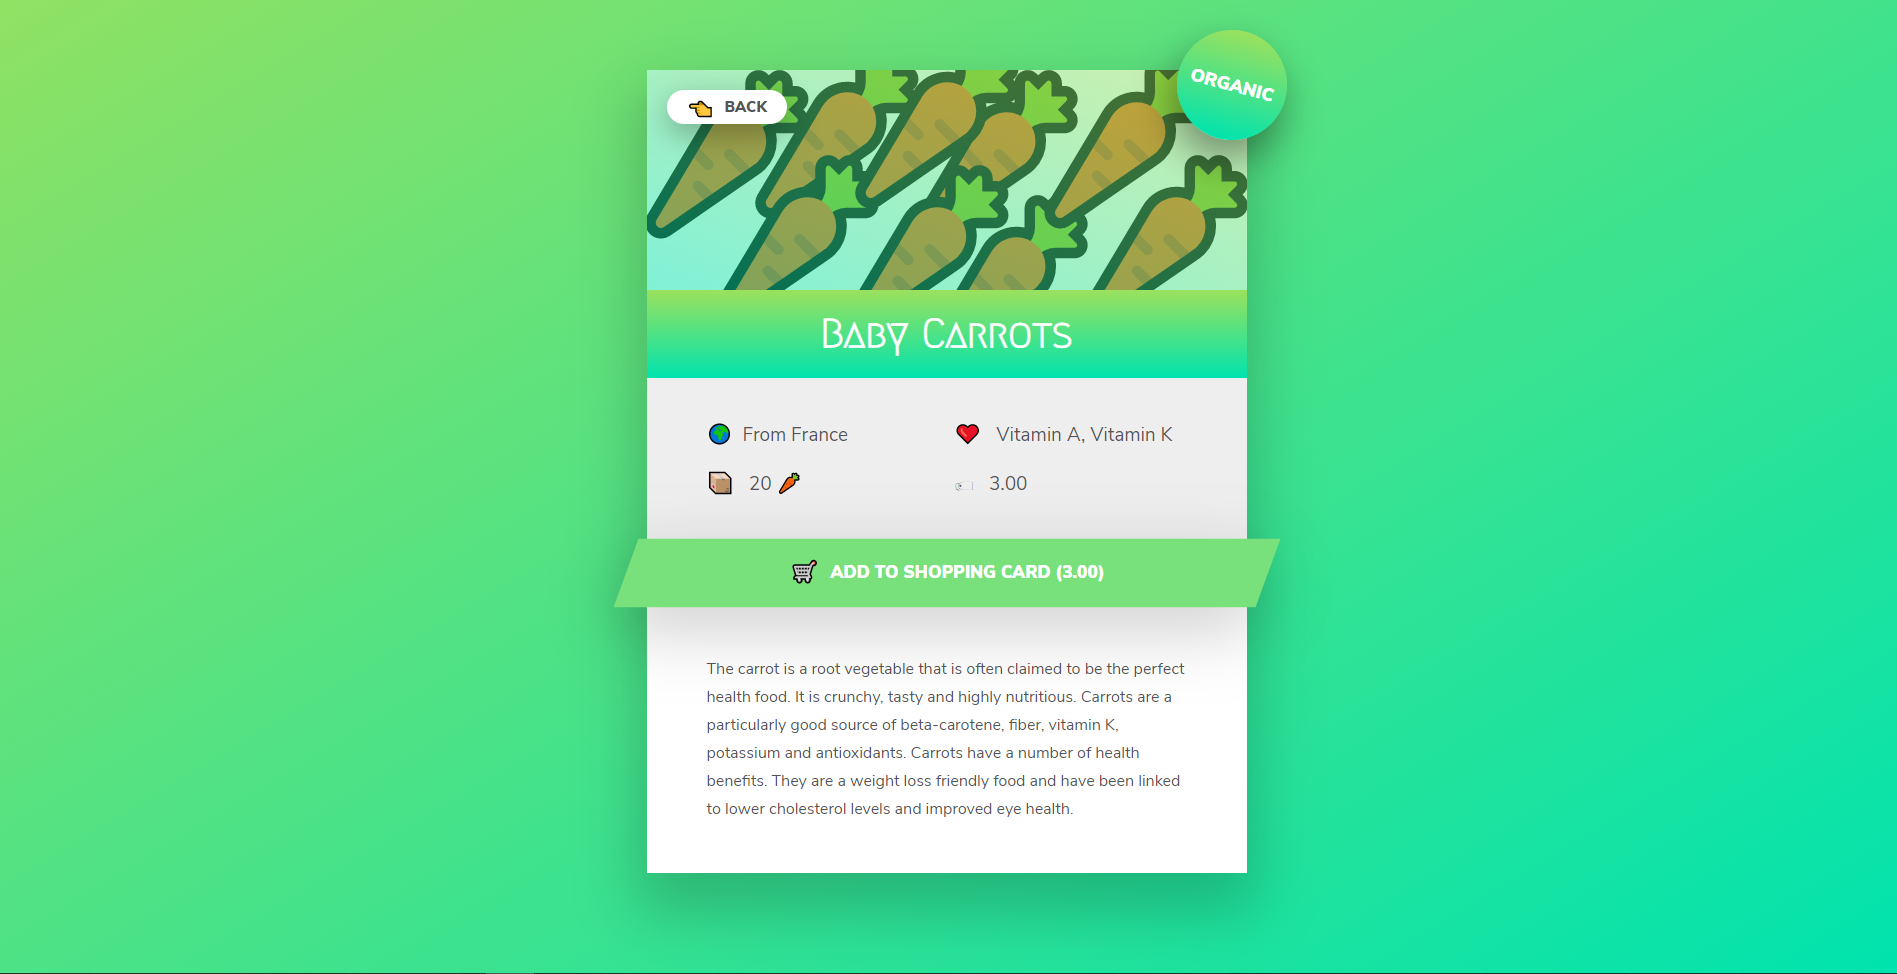 ORGANIC
BACK
Baby Carrots
From France
Vitamin A, Vitamin K
20
3.00
ADD TO SHOPPING CARD (3.00)
The carrot is a root vegetable that is often claimed to be the perfect
health food. It is crunchy, tasty and highly nutritious. Carrots are a
particularly good source of beta-carotene, fiber, vitamin K,
potassium and antioxidants. Carrots have a number of health
benefits. They are a weight loss friendly food and have been linked
to lower cholesterol levels and improved eye health.